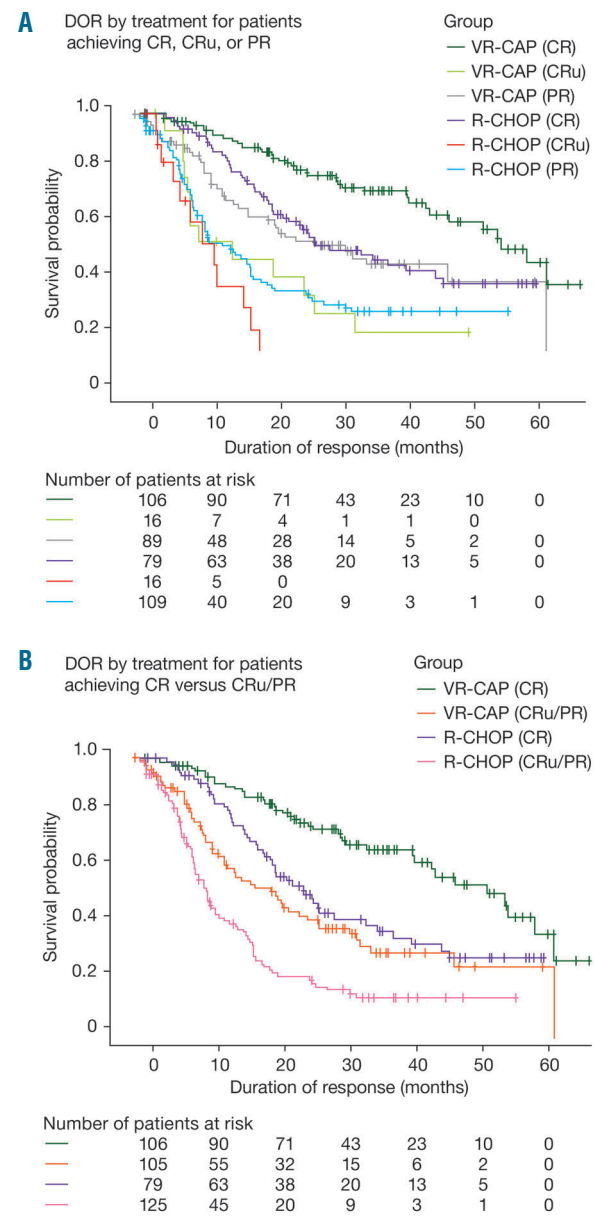 A
DOR by treatment for patients
achieving CR, CRu, or PR
Group
VR-CAP (CR)
VR-CAP (CRu)
VR-CAP (PR)
R-CHOP (CR)
R-CHOP (CRu)
R-CHOP (PR)
Survival probability
1.0
0.8
0.6
0.4
0.2
0
0 10 20 30 40 50 60
Duration of response (months)
Number of patients at risk
106 90 71 43 23 10 0
16 7 4 1 1 0
89 48 28 14 5 2 0
79 63 38 20 13 5 0
16 5 0
109 40 20 9 3 1 0
B
DOR by treatment for patients
achieving CR versus CRu/PR
Group
VR-CAP (CR)
VR-CAP (CRu/PR)
R-CHOP (CR)
R-CHOP (CRu/PR)
Survival probability
1.0
0.8
0.6
0.4
0.2
0
0 10 20 30 40 50 60
Duration of response (months)
Number of patients at risk
106 90 71 43 23 10 0
105 55 32 15 6 2 0
79 63 38 20 13 5 0
125 45 20 9 3 1 0